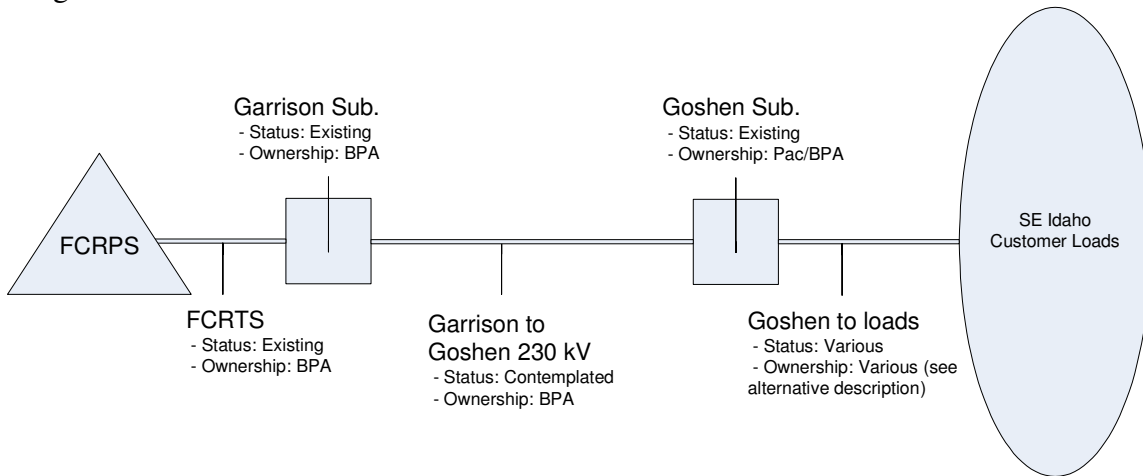 Garrison Sub.
- Status: Existing
- Ownership: BPA
Goshen Sub.
- Status: Existing
- Ownership: Pac/BPA
FCRPS
SE Idaho
Customer Loads
FCRTS
- Status: Existing
- Ownership: BPA
Garrison to
Goshen 230 kV
- Status: Contemplated
- Ownership: BPA
Goshen to loads
- Status: Various
- Ownership: Various (see
alternative description)